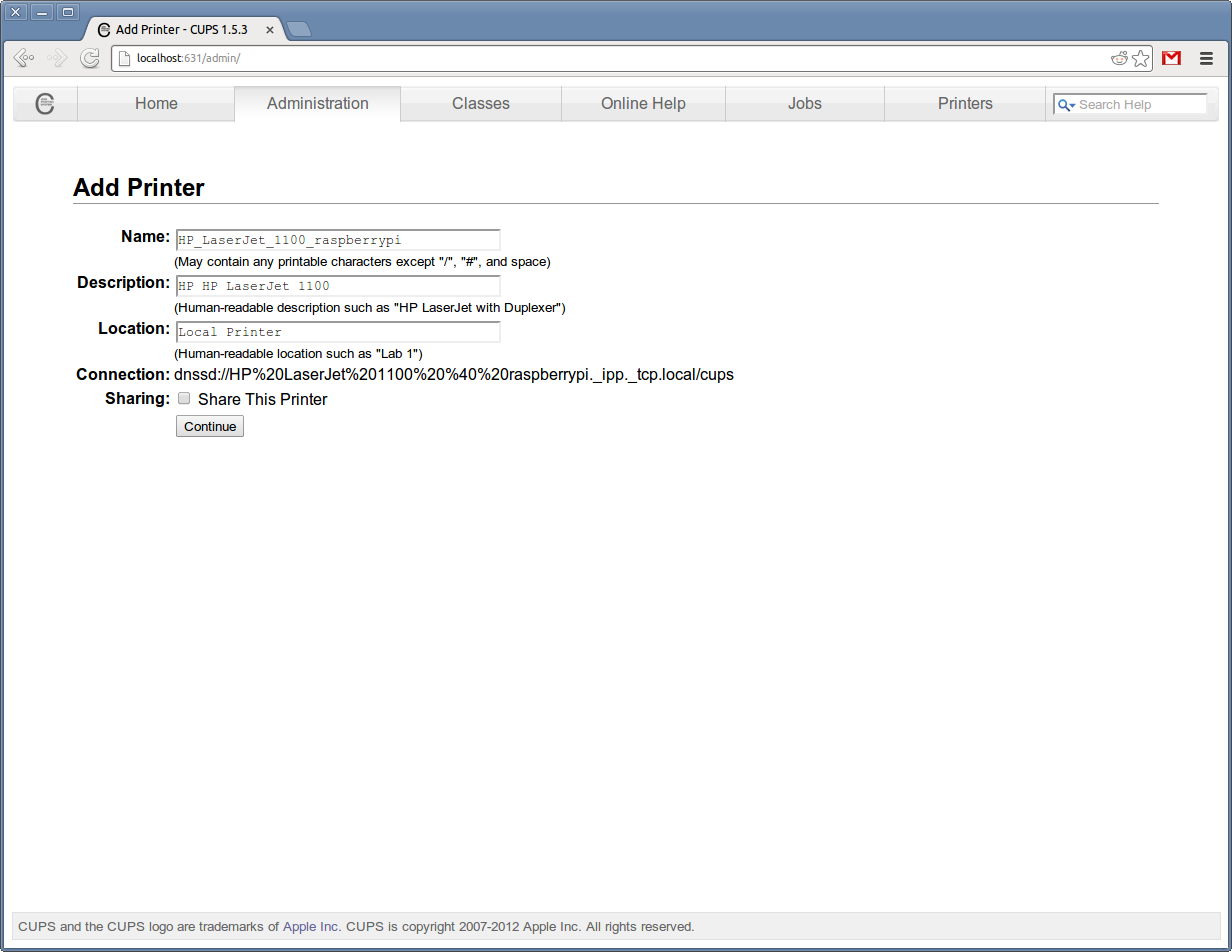 Add Printer - CUPS 1.5.3
localhost:631/admin/
Home Administration Classes Online Help Jobs Printers Search Help
Add Printer
Name: HP_LaserJet_1100_raspberrypi
(May contain any printable characters except "/", "#", and space)
Description: HP HP LaserJet 1100
(Human-readable description such as "HP LaserJet with Duplexer")
Location: Local Printer
(Human-readable location such as "Lab 1")
Connection: dnssd://HP%20LaserJet%201100%20%40%20raspberrypi._ipp._tcp.local/cups
Sharing: Share This Printer
Continue
CUPS and the CUPS logo are trademarks of Apple Inc. CUPS is copyright 2007-2012 Apple Inc. All rights reserved.